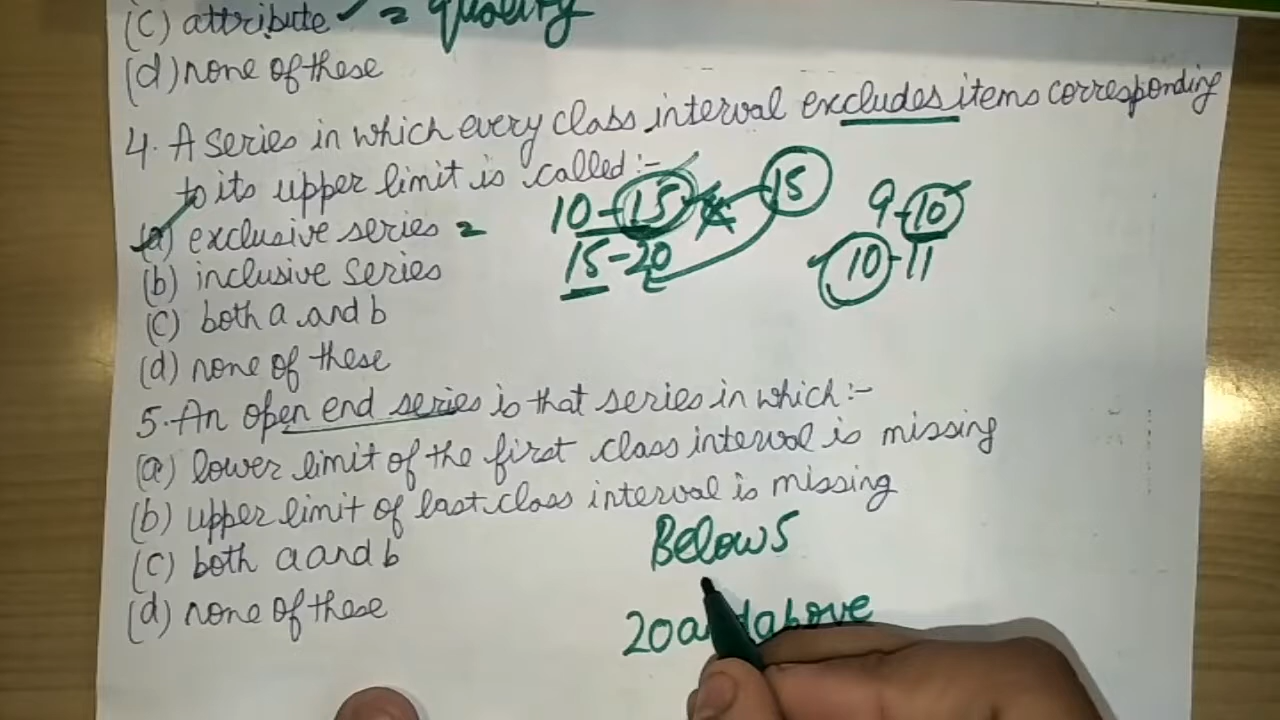 (c) attribute ✓ = quality
(d) none of these
4. A series in which every class interval excludes items corresponding
to its upper limit is called:-
(a) exclusive series =
10-15 15
15-20
9-10
10-11
(b) inclusive series
(c) both a and b
(d) none of these
5. An open end series is that series in which:-
(a) lower limit of the first class interval is missing
(b) upper limit of last class interval is missing
Below 5
(c) both a and b
(d) none of these
20 and above